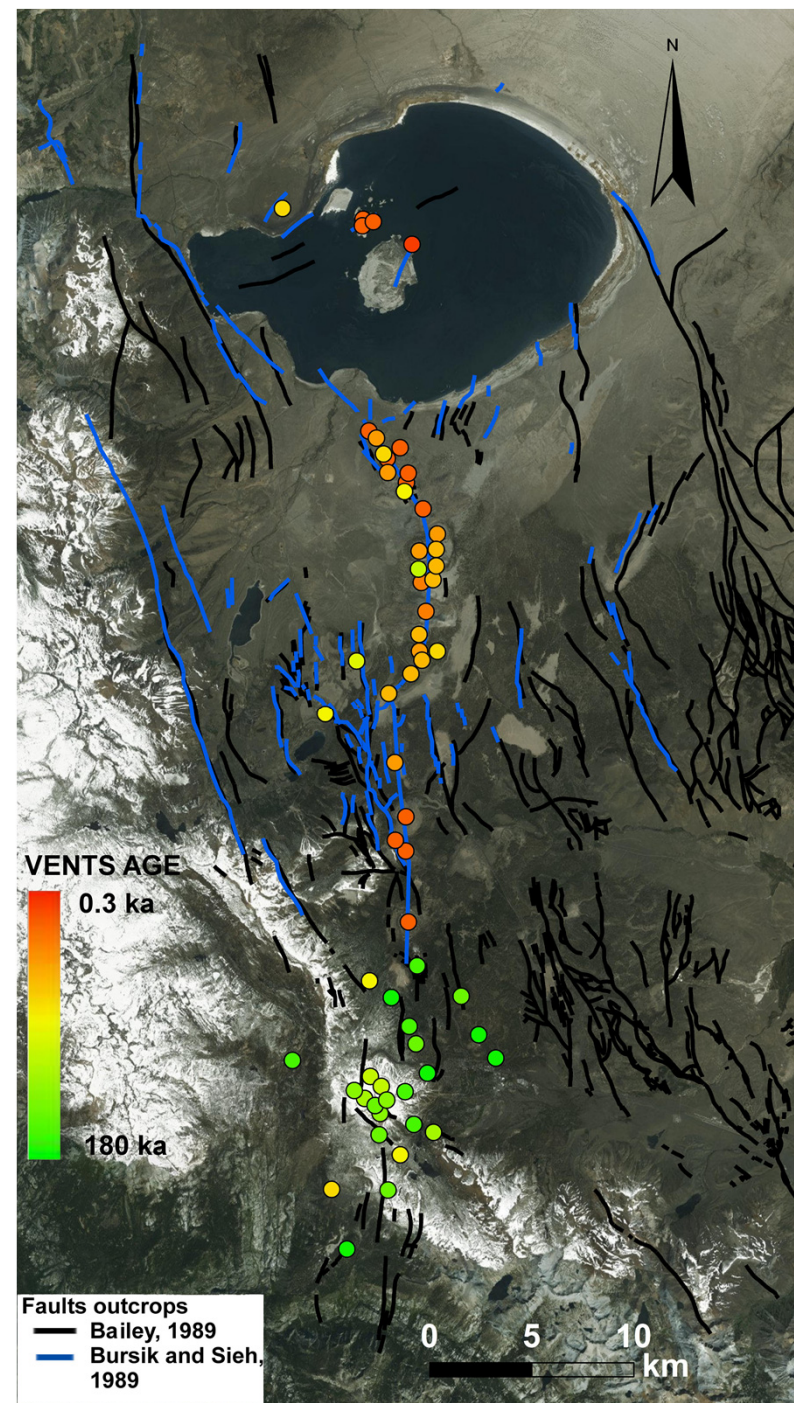 N
VENTS AGE
0.3 ka
180 ka
Faults outcrops
Bailey, 1989
Bursik and Sieh,
1989
0 5 10
km